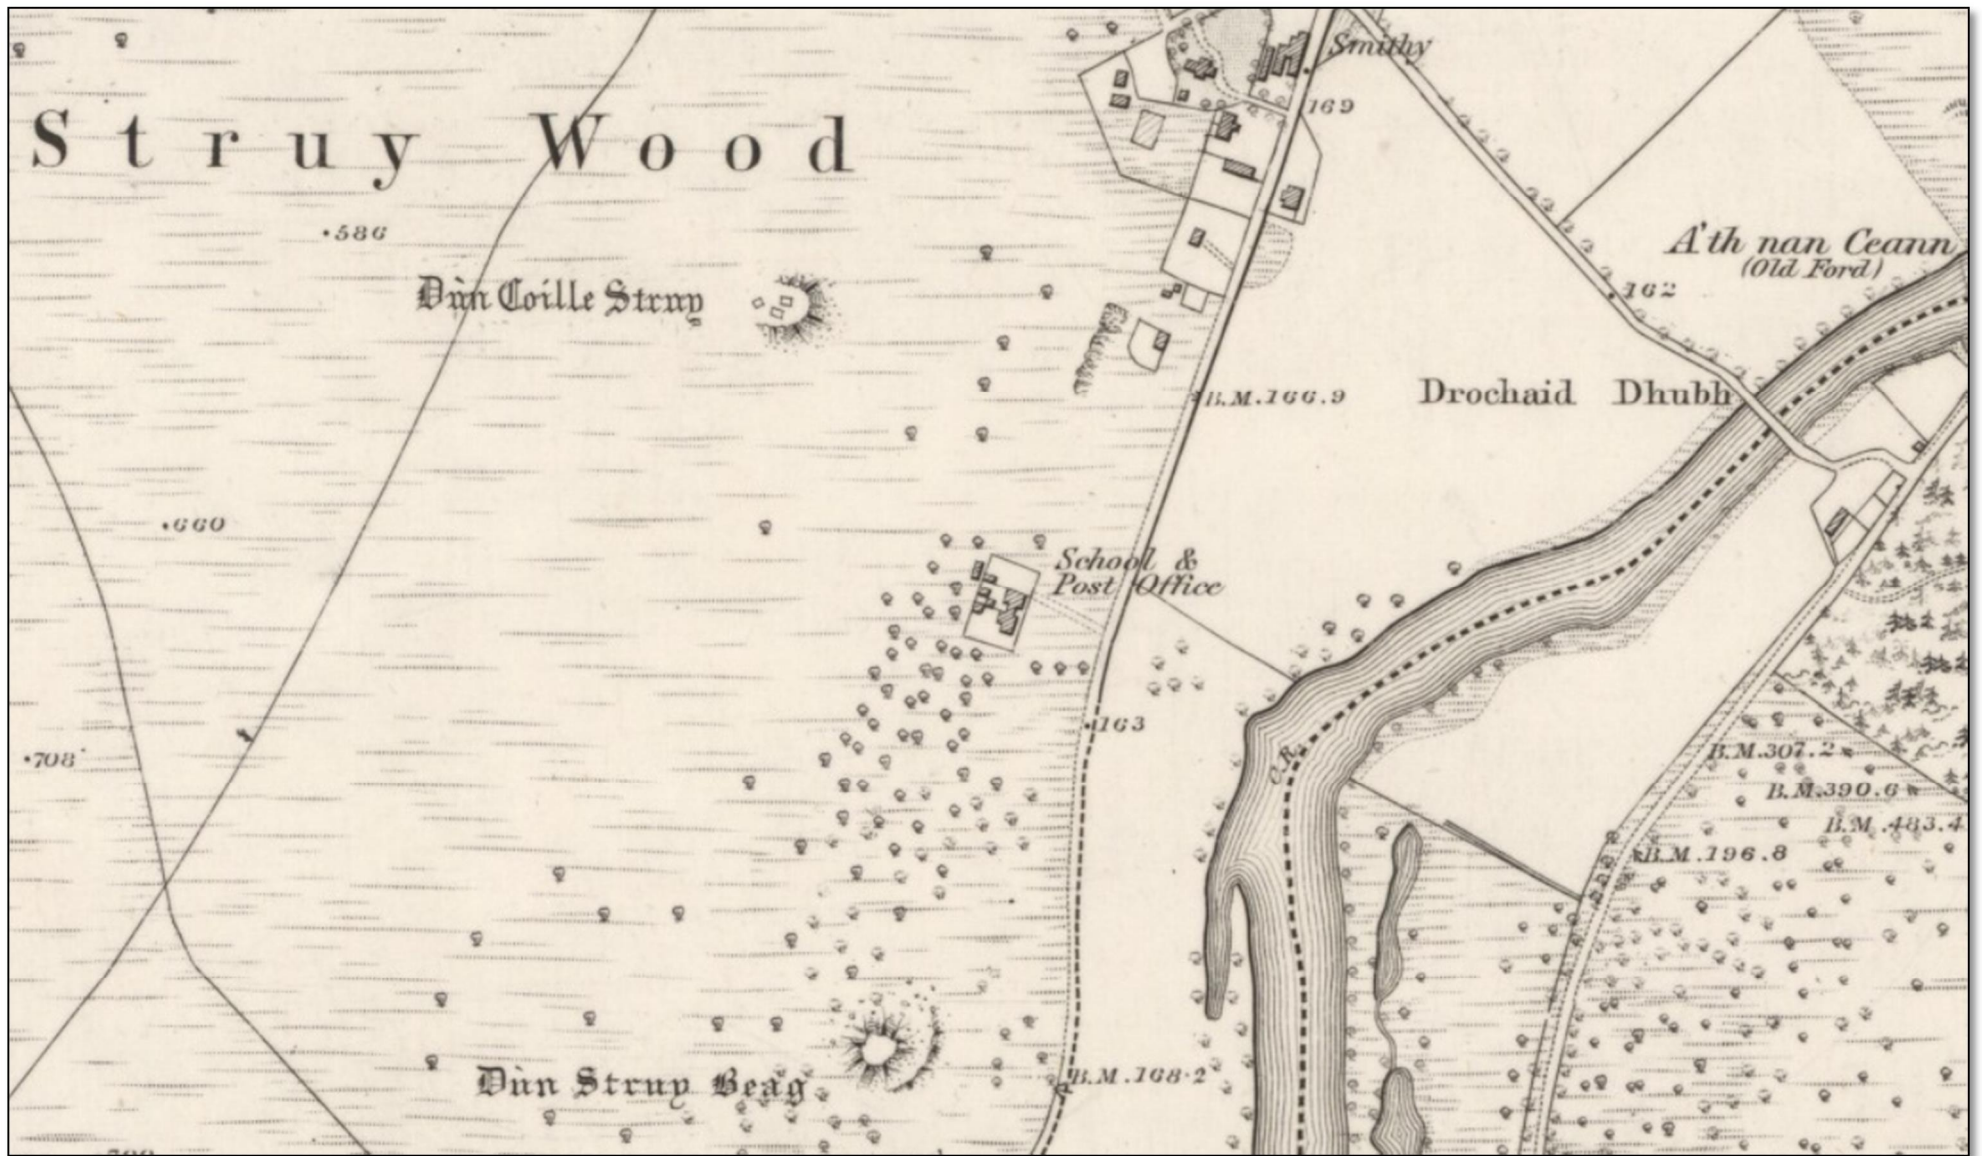 Smithy
169
Struy Wood
.586
A'th nan Ceann
(Old Ford)
Dùn Coille Struy
.162
B.M.166.9
Drochaid Dhubh
.660
School &
Post Office
.163
.708
C.R.
B.M.307.2
B.M.390.6
B.M.483.4
B.M.196.8
Dùn Struy Beag
B.M.168.2